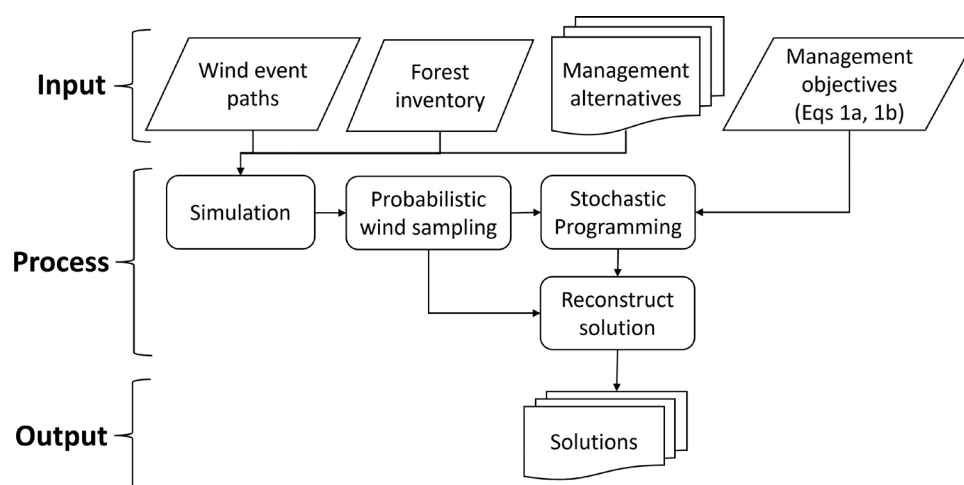 Input
Wind event
paths
Forest
inventory
Management
alternatives
Management
objectives
(Eqs 1a, 1b)
Process
Simulation
Probabilistic
wind sampling
Stochastic
Programming
Reconstruct
solution
Output
Solutions